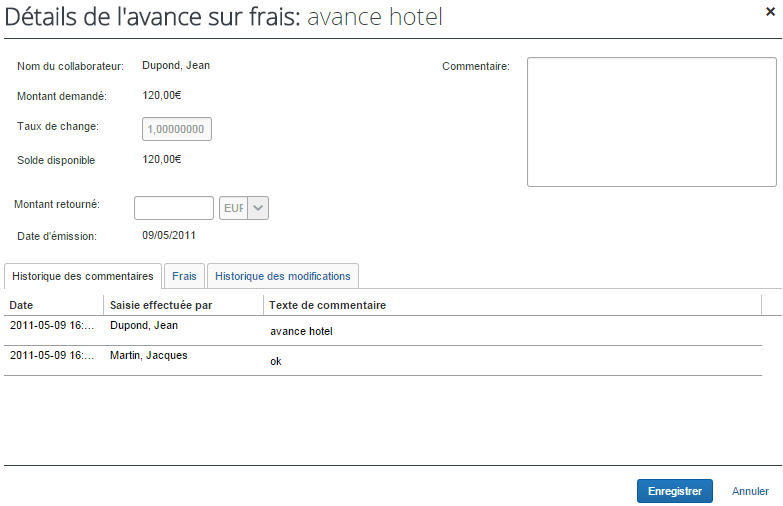 Détails de l'avance sur frais: avance hotel
Nom du collaborateur: Dupond, Jean
Commentaire:
Montant demandé: 120,00€
Taux de change: 1,00000000
Solde disponible 120,00€
Montant retourné: EUF
Date d'émission: 09/05/2011
Historique des commentaires Frais Historique des modifications
Date Saisie effectuée par Texte de commentaire
2011-05-09 16:... Dupond, Jean avance hotel
2011-05-09 16:... Martin, Jacques ok
Enregistrer Annuler